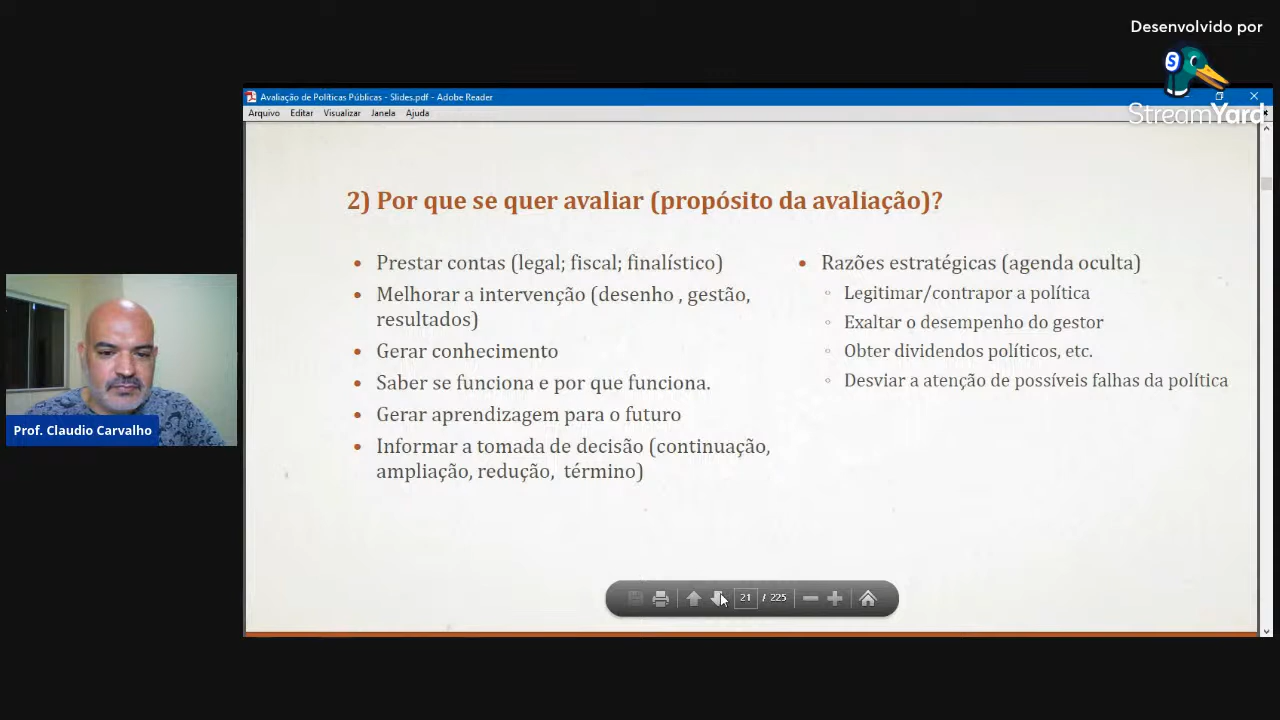 Desenvolvido por
StreamYard
Avaliação de Políticas Públicas - Slides.pdf - Adobe Reader
Arquivo Editar Visualizar Janela Ajuda
2) Por que se quer avaliar (propósito da avaliação)?
• Prestar contas (legal; fiscal; finalístico)
• Melhorar a intervenção (desenho , gestão,
resultados)
• Gerar conhecimento
• Saber se funciona e por que funciona.
• Gerar aprendizagem para o futuro
• Informar a tomada de decisão (continuação,
ampliação, redução, término)
• Razões estratégicas (agenda oculta)
◦ Legitimar/contrapor a política
◦ Exaltar o desempenho do gestor
◦ Obter dividendos políticos, etc.
◦ Desviar a atenção de possíveis falhas da política
Prof. Claudio Carvalho
21 / 225